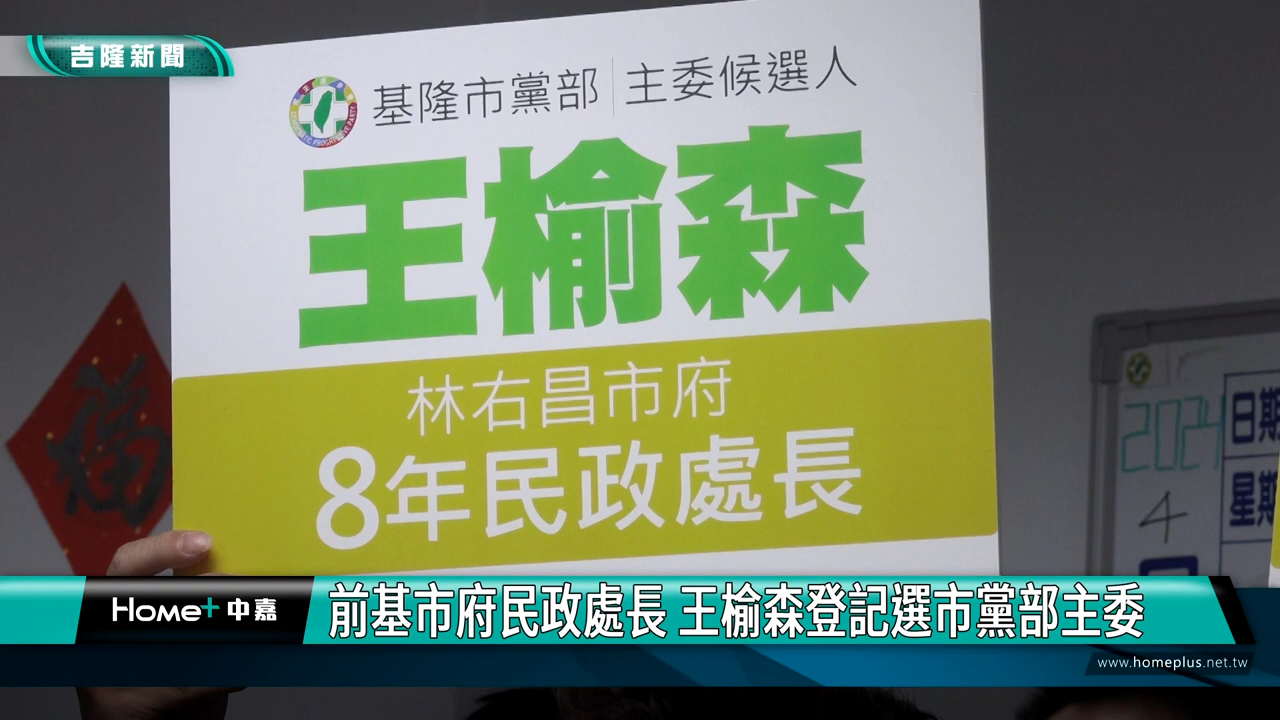 吉隆新聞
基隆市黨部 主委候選人
王榆森
林右昌市府
8年民政處長
福
2024
日期
4
星期
Home+ 中嘉
前基市府民政處長 王榆森登記選市黨部主委
www.homeplus.net.tw